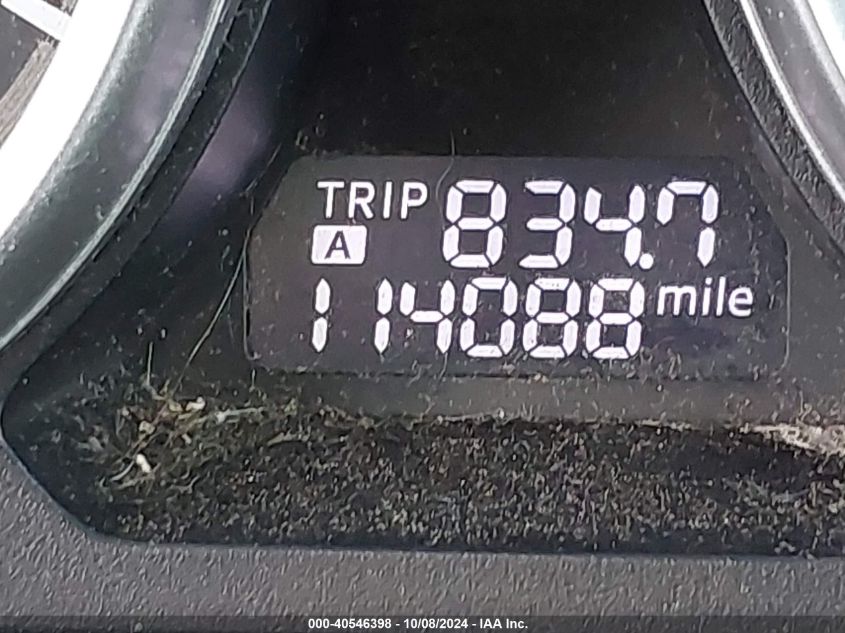 TRIP 834.7
A
114088 mile
000-40546398 - 10/08/2024 - IAA Inc.